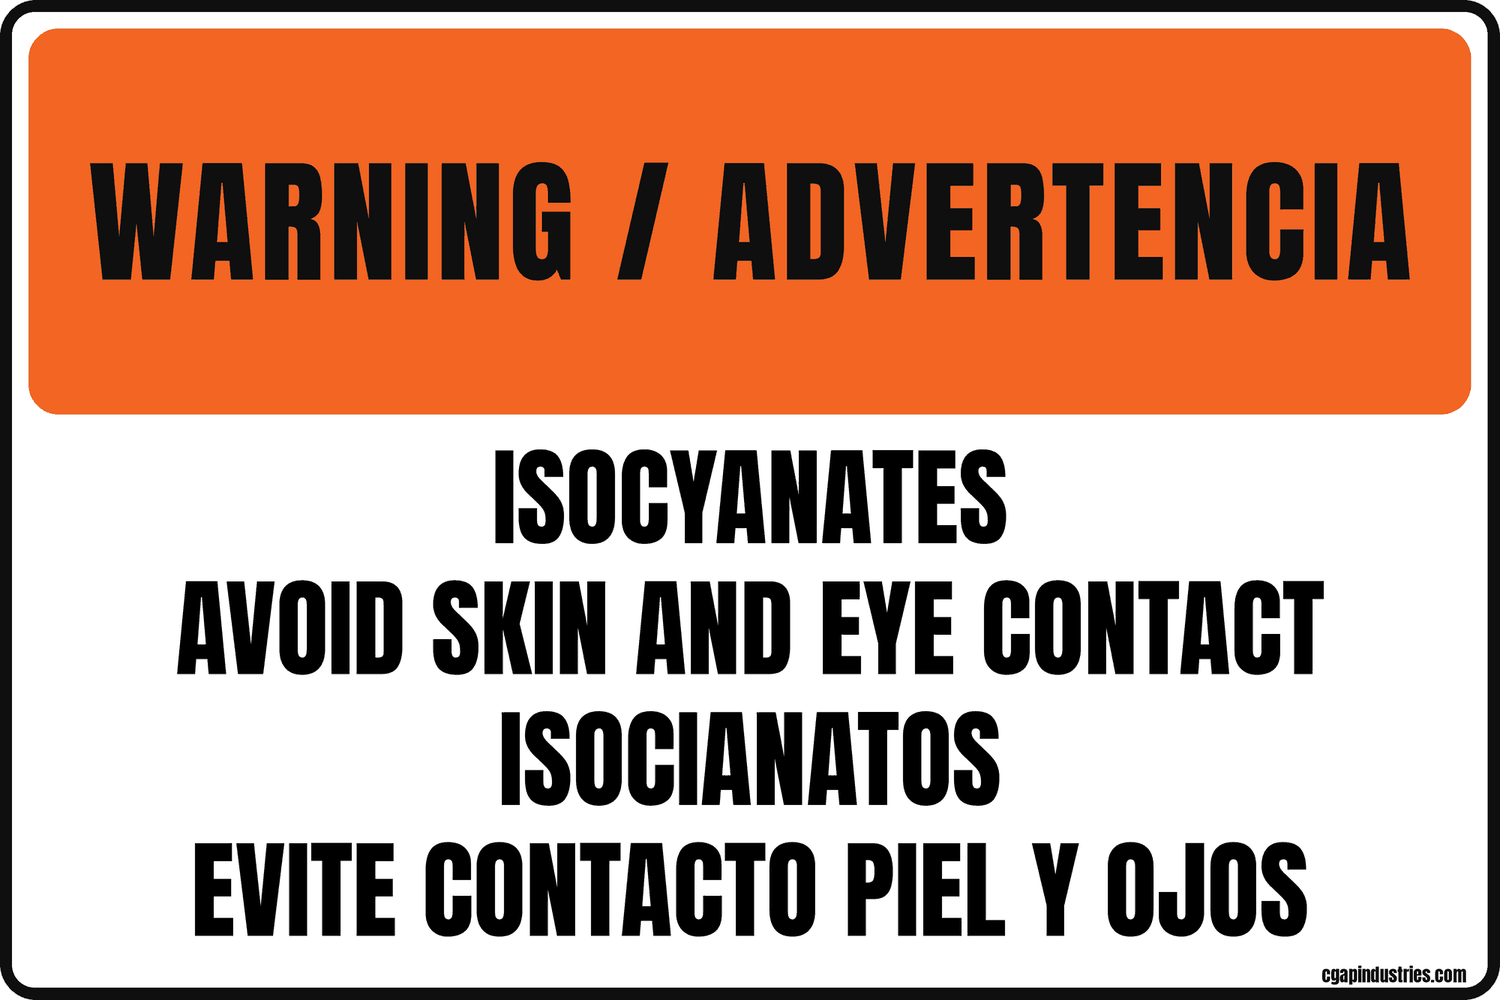 WARNING / ADVERTENCIA
ISOCYANATES
AVOID SKIN AND EYE CONTACT
ISOCIANATOS
EVITE CONTACTO PIEL Y OJOS
cgapindustries.com